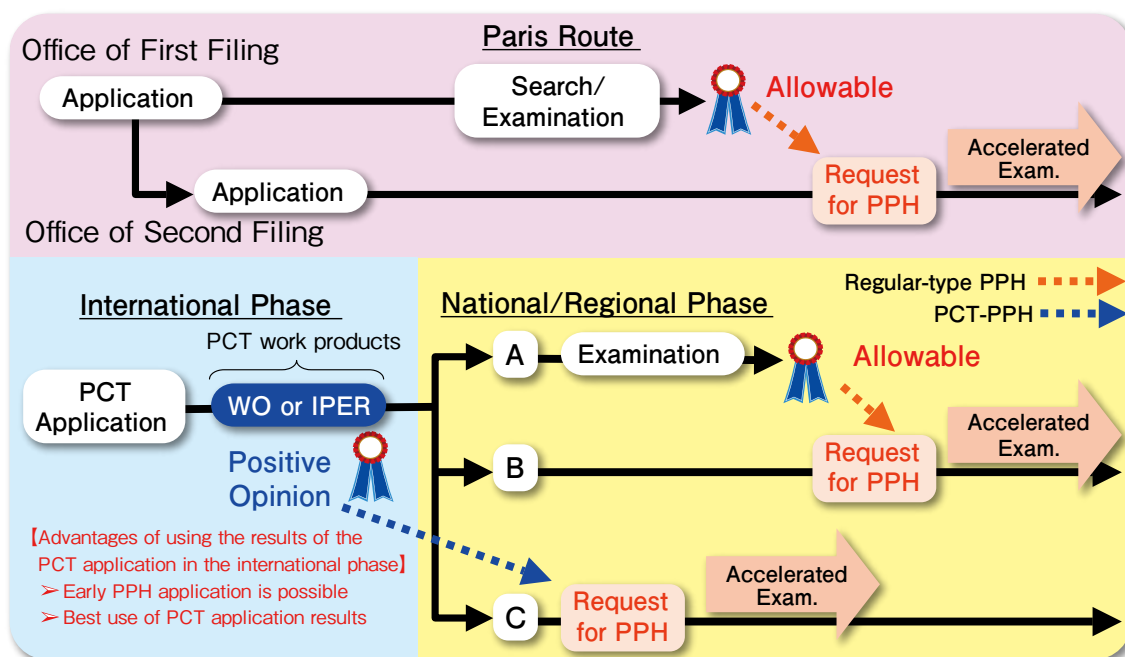 Office of First Filing
Paris Route
Application
Search/
Examination
Allowable
Application
Request
for PPH
Accelerated
Exam.
Office of Second Filing
International Phase
PCT work products
PCT
Application
WO or IPER
Positive
Opinion
【Advantages of using the results of the
PCT application in the international phase】
➢ Early PPH application is possible
➢ Best use of PCT application results
National/Regional Phase
Regular-type PPH
PCT-PPH
A
Examination
Allowable
B
Request
for PPH
Accelerated
Exam.
C
Request
for PPH
Accelerated
Exam.